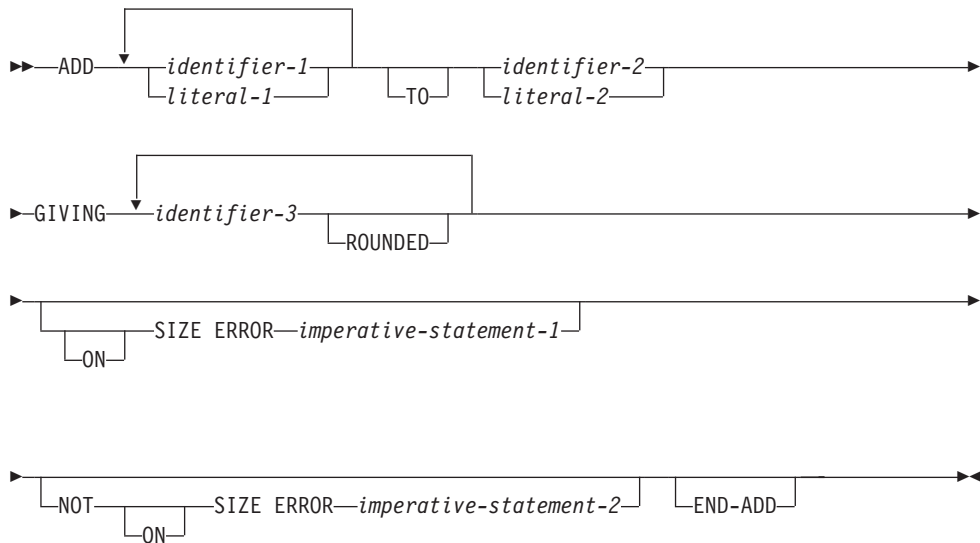 ADD identifier-1 TO identifier-2
literal-1 literal-2
GIVING identifier-3
ROUNDED
SIZE ERROR imperative-statement-1
ON
NOT SIZE ERROR imperative-statement-2 END-ADD
ON